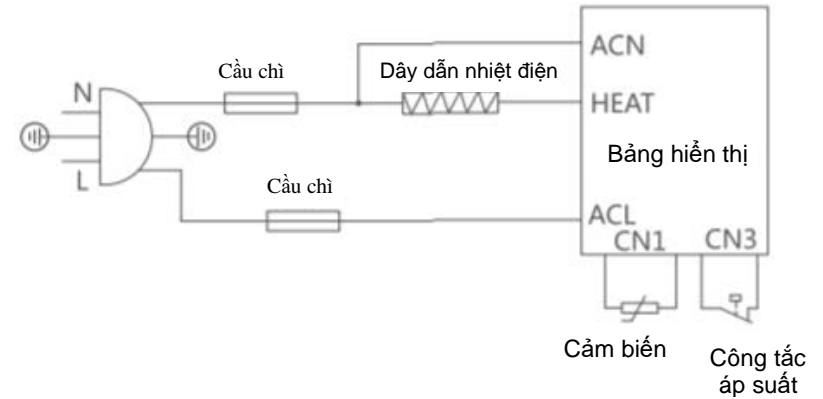 ACN
Cầu chì
Dây dẫn nhiệt điện
N
HEAT
Bảng hiển thị
L
Cầu chì
ACL
CN1 CN3
Cảm biến
Công tắc
áp suất